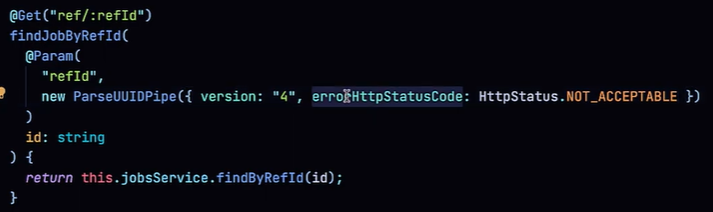 @Get("ref/:refId")
findJobByRefId(
  @Param(
    "refId",
    new ParseUUIDPipe({ version: "4", errorHttpStatusCode: HttpStatus.NOT_ACCEPTABLE })
  )
  id: string
) {
  return this.jobsService.findByRefId(id);
}